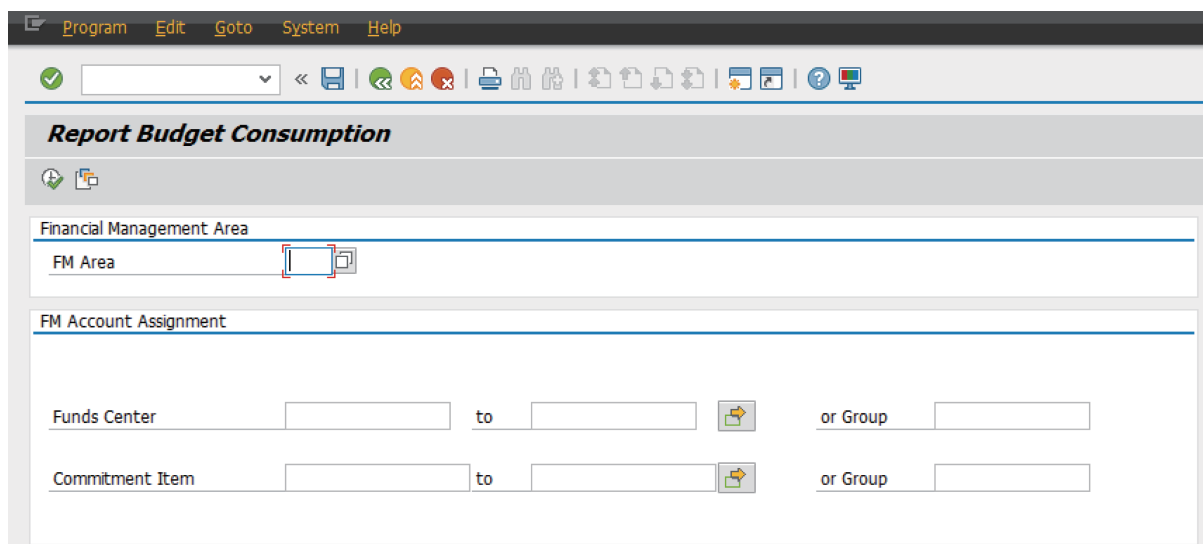 Program Edit Goto System Help
Report Budget Consumption
Financial Management Area
FM Area
FM Account Assignment
Funds Center to or Group
Commitment Item to or Group